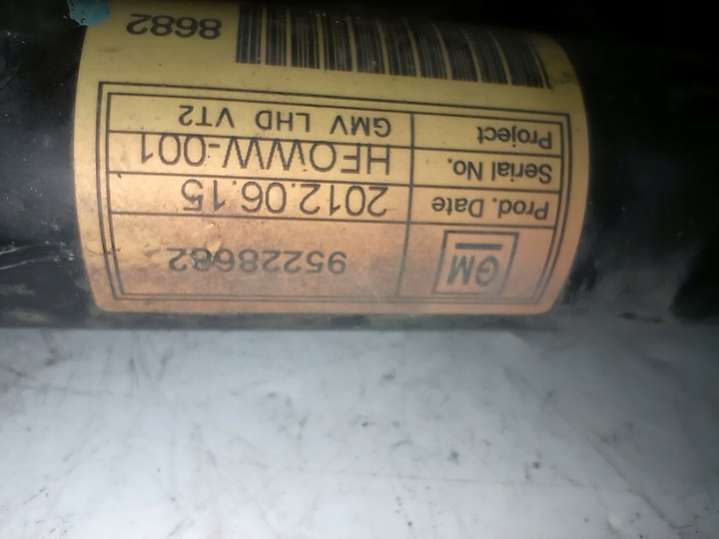 GM 95228682
Prod. Date 2012.06.15
Serial No. HFOWW-001
Project GMV LHD VT2
8682